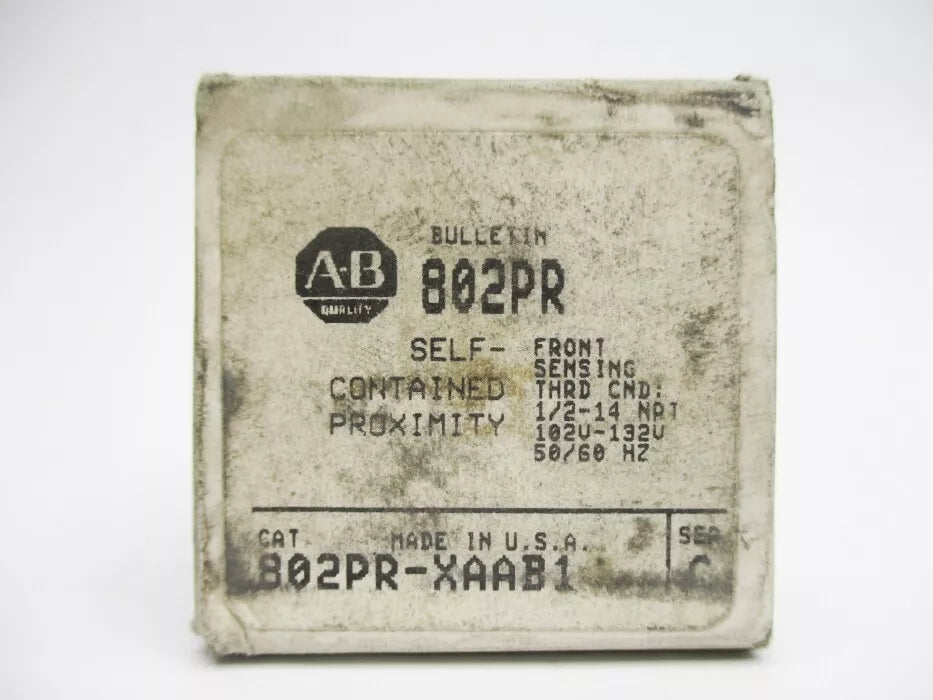 A-B
QUALITY
BULLETIN
802PR
SELF-
CONTAINED
PROXIMITY
FRONT
SENSING
THRD CND:
1/2-14 NPT
102V-132V
50/60 HZ
CAT MADE IN U.S.A. SER
802PR-XAAB1 C